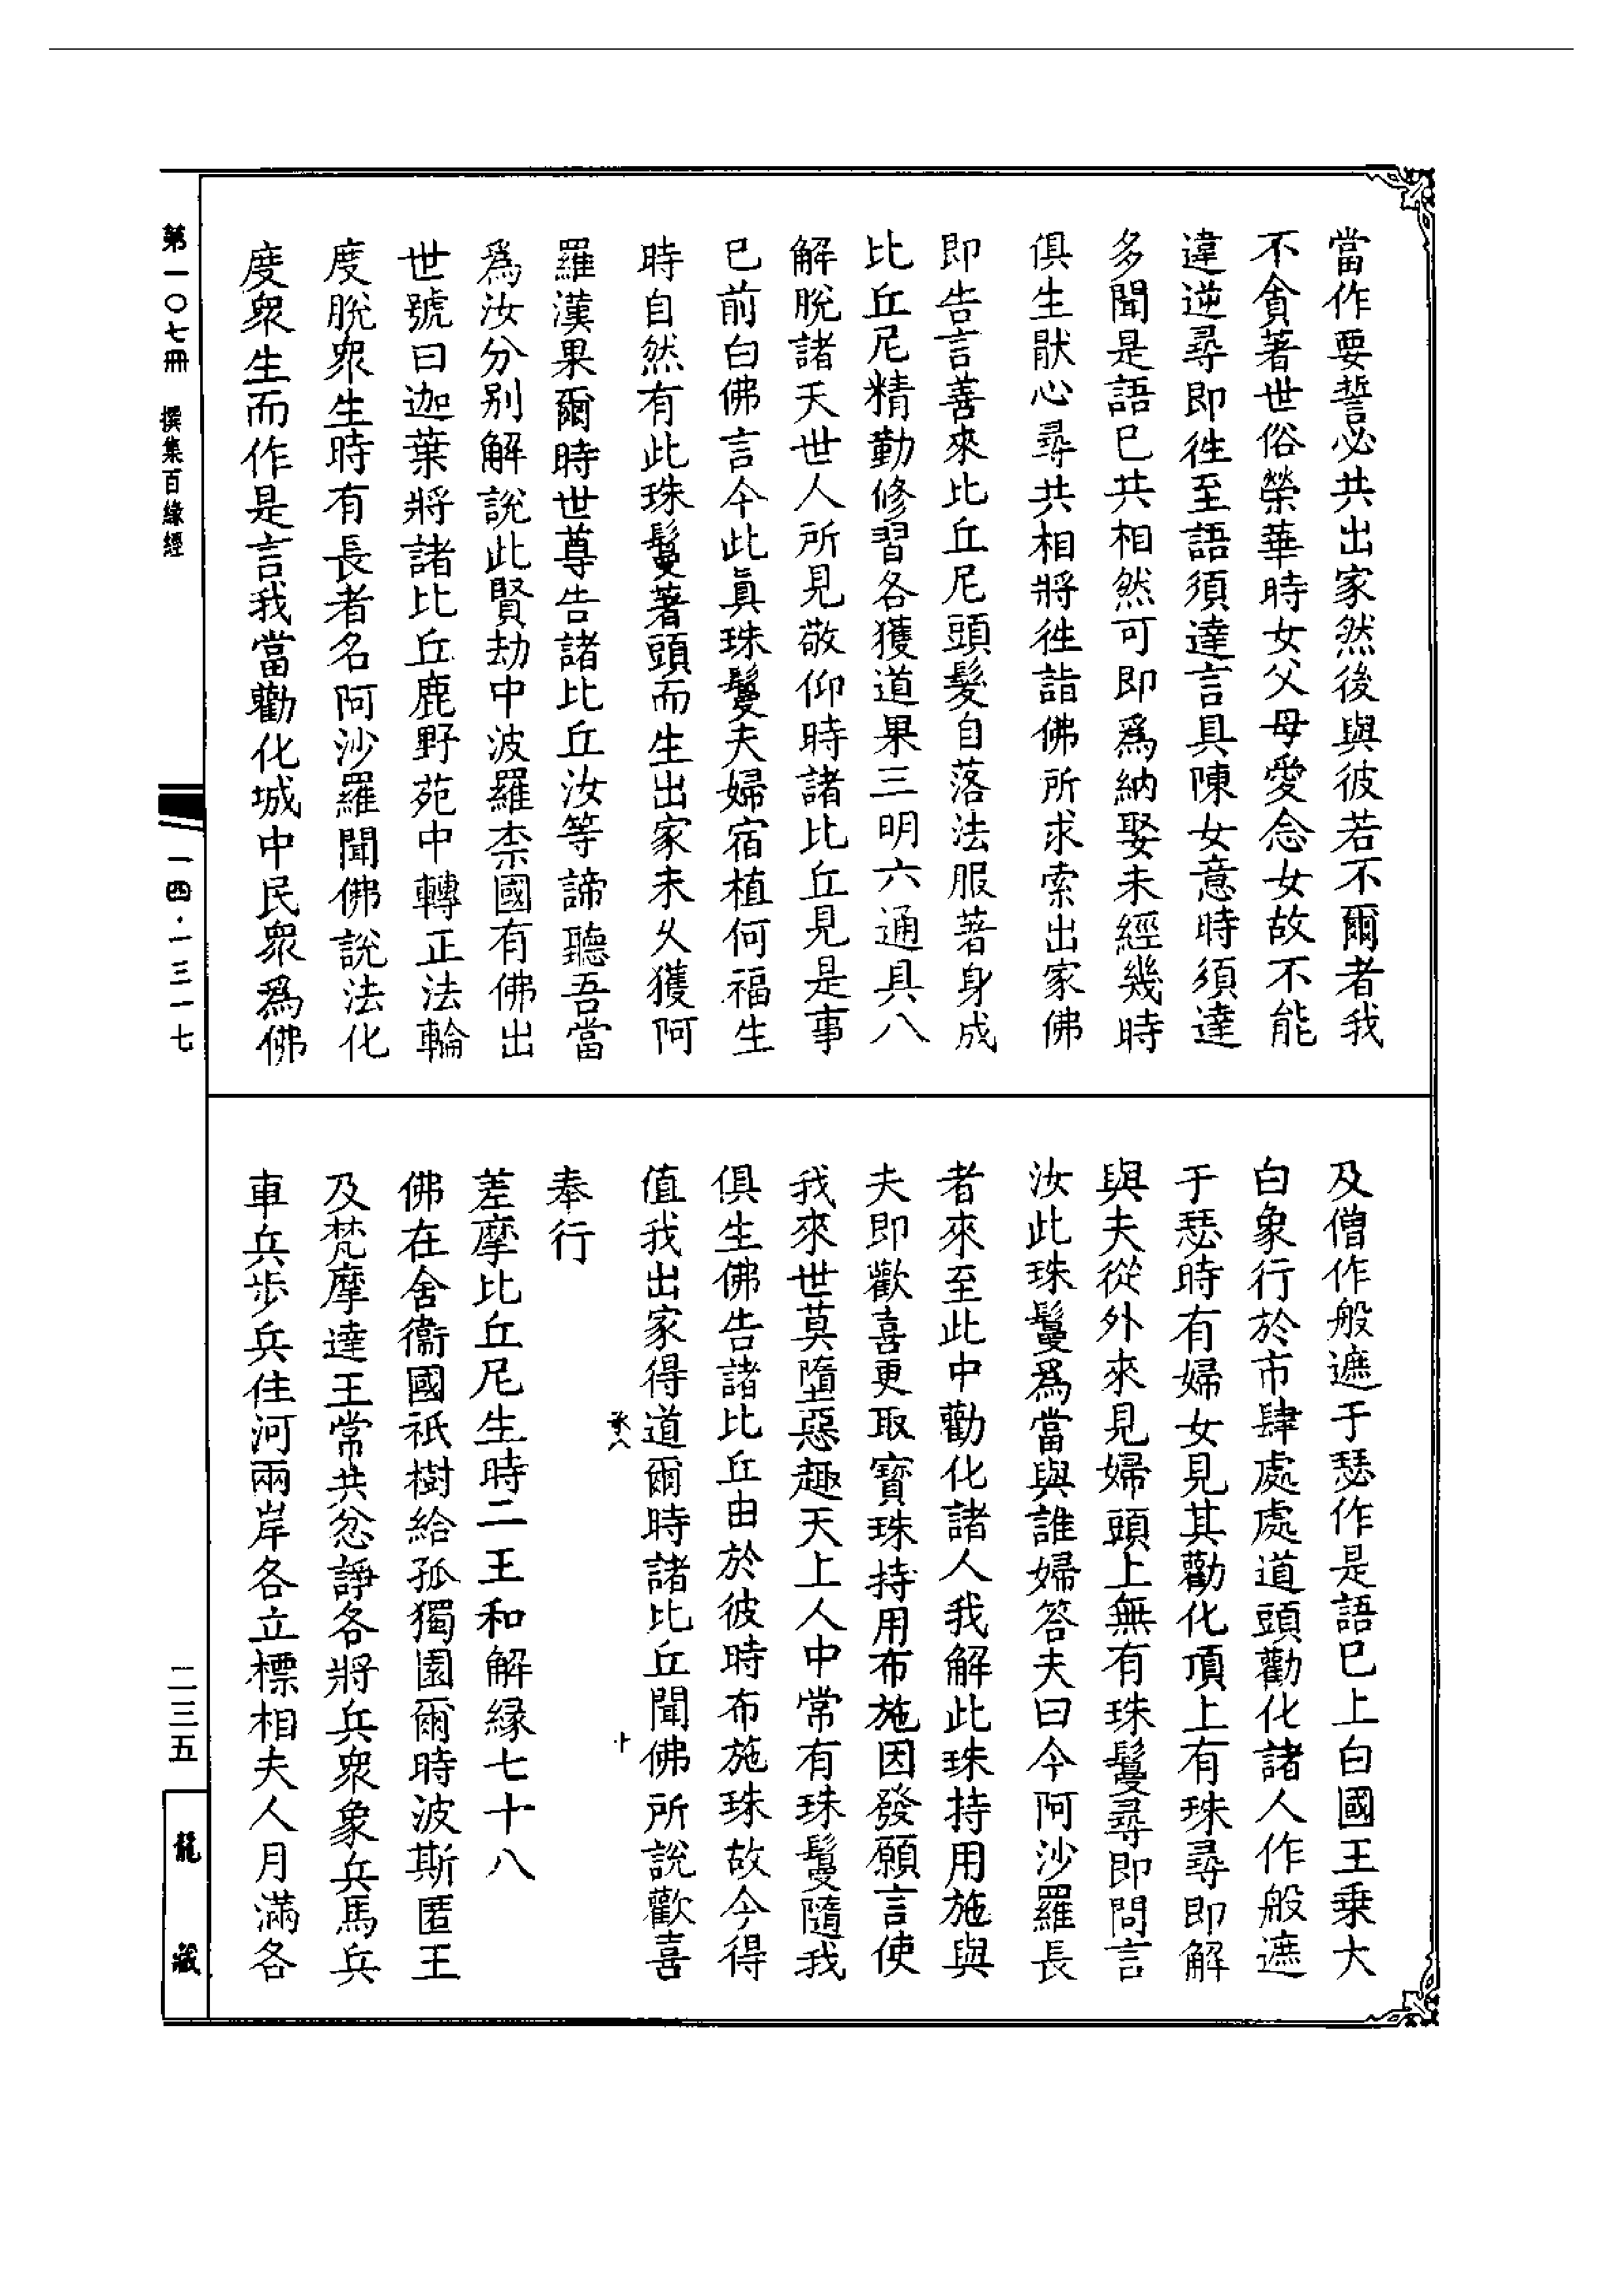 當作要誓必共出家然後與彼若不爾者我
不貪著世俗榮華時女父母愛念女故不能
違逆尋即徃至語須達言具陳女意時須達
多聞是語已共相然可即爲納娶未經幾時
俱生猒心尋共相將徃詣佛所求索出家佛
即告言善來比丘尼頭髮自落法服著身成
比丘尼精勤修習各獲道果三明六通具八
解脫諸天世人所見敬仰時諸比丘見是事
已前白佛言今此眞珠鬘夫婦宿植何福生
時自然有此珠鬘著頭而生出家未久獲阿
羅漢果爾時世尊告諸比丘汝等諦聽吾當
爲汝分別解說此賢劫中波羅柰國有佛出
世號曰迦葉將諸比丘鹿野苑中轉正法輪
度脫衆生時有長者名阿沙羅聞佛說法化
度衆生而作是言我當勸化城中民衆爲佛
及僧作般遮于瑟作是語已上白國王乗大
白象行於市肆處處道頭勸化諸人作般遮
于瑟時有婦女見其勸化頂上有珠尋即解
與夫從外來見婦頭上無有珠鬘尋即問言
汝此珠鬘爲當與誰婦答夫曰今阿沙羅長
者來至此中勸化諸人我解此珠持用施與
夫即歡喜更取寳珠持用布施因發願言使
我來世莫墮惡趣天上人中常有珠鬘隨我
俱生佛告諸比丘由於彼時布施珠故今得
值我出家得道爾時諸比丘聞佛所說歡喜
奉行
差摩比丘尼生時二王和解緣七十八
佛在舍衞國祇樹給孤獨園爾時波斯匿王
及梵摩達王常共忿諍各將兵衆象兵馬兵
車兵步兵住河兩岸各立標相夫人月滿各
十
第一〇七冊 撰集百緣經
一四·一三一七
二三五
龍藏